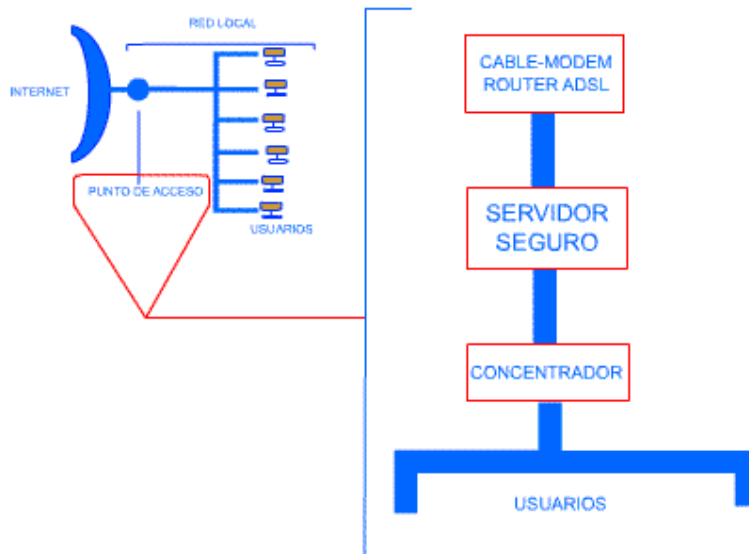 RED LOCAL
INTERNET
PUNTO DE ACCESO
USUARIOS
CABLE-MODEM
ROUTER ADSL
SERVIDOR
SEGURO
CONCENTRADOR
USUARIOS